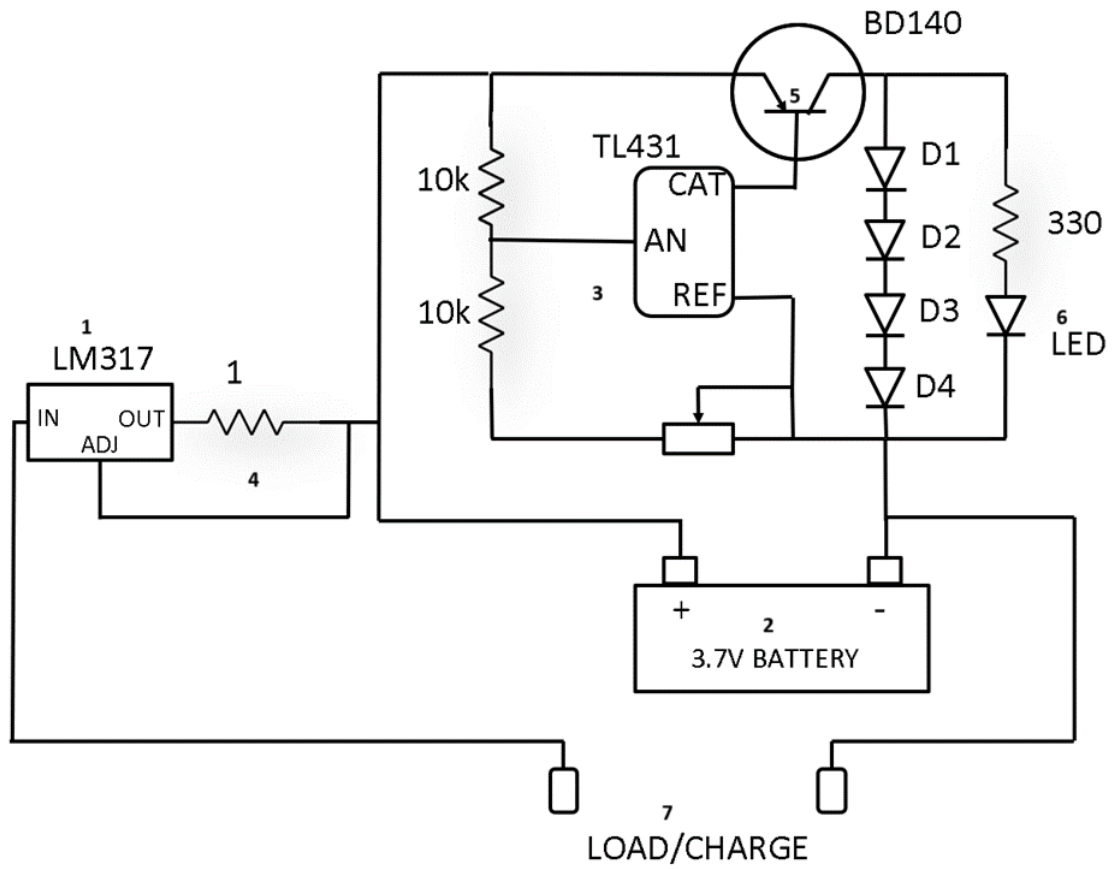 BD140
5
TL431
10k
CAT
D1
AN
D2
330
3
REF
10k
D3
1
LM317
1
6
LED
IN
OUT
ADJ
D4
4
+
2
-
3.7V BATTERY
7
LOAD/CHARGE